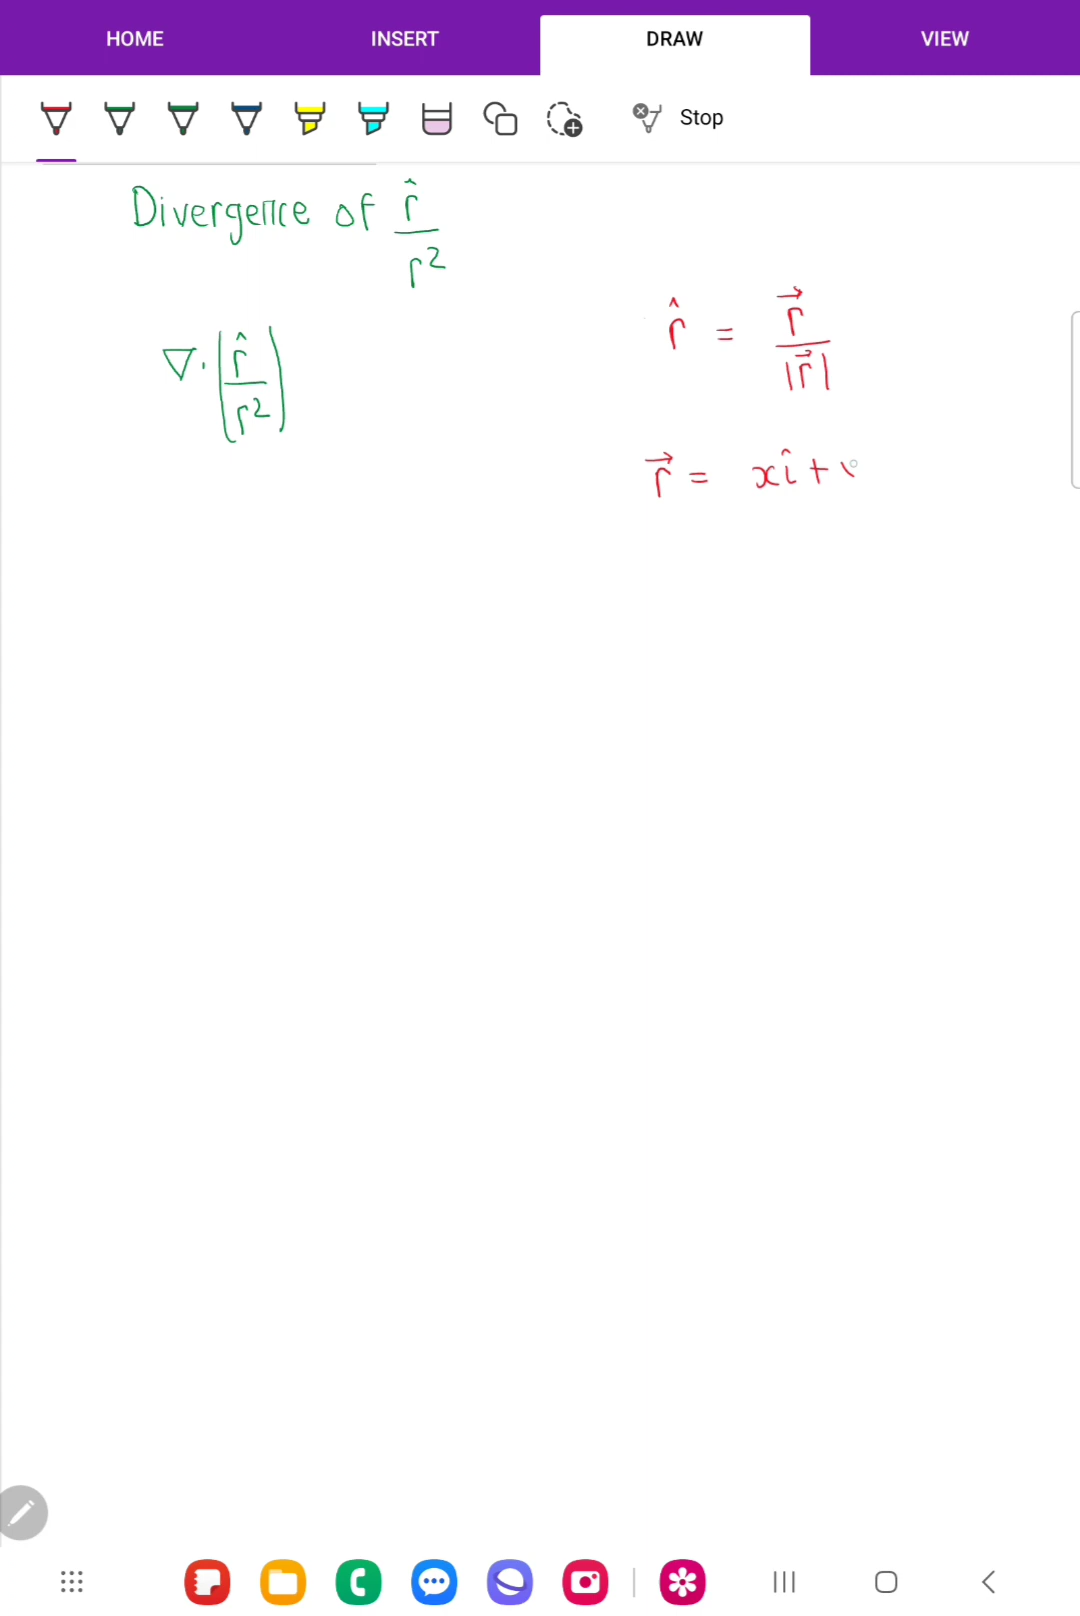 HOME INSERT DRAW VIEW
Stop
Divergence of r̂/r²
∇·(r̂/r²)
r̂ = r⃗/|r⃗|
r⃗ = xî +